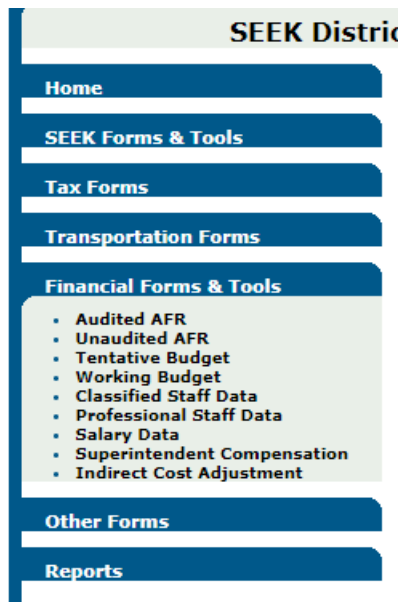 SEEK Distric
Home
SEEK Forms & Tools
Tax Forms
Transportation Forms
Financial Forms & Tools
• Audited AFR
• Unaudited AFR
• Tentative Budget
• Working Budget
• Classified Staff Data
• Professional Staff Data
• Salary Data
• Superintendent Compensation
• Indirect Cost Adjustment
Other Forms
Reports